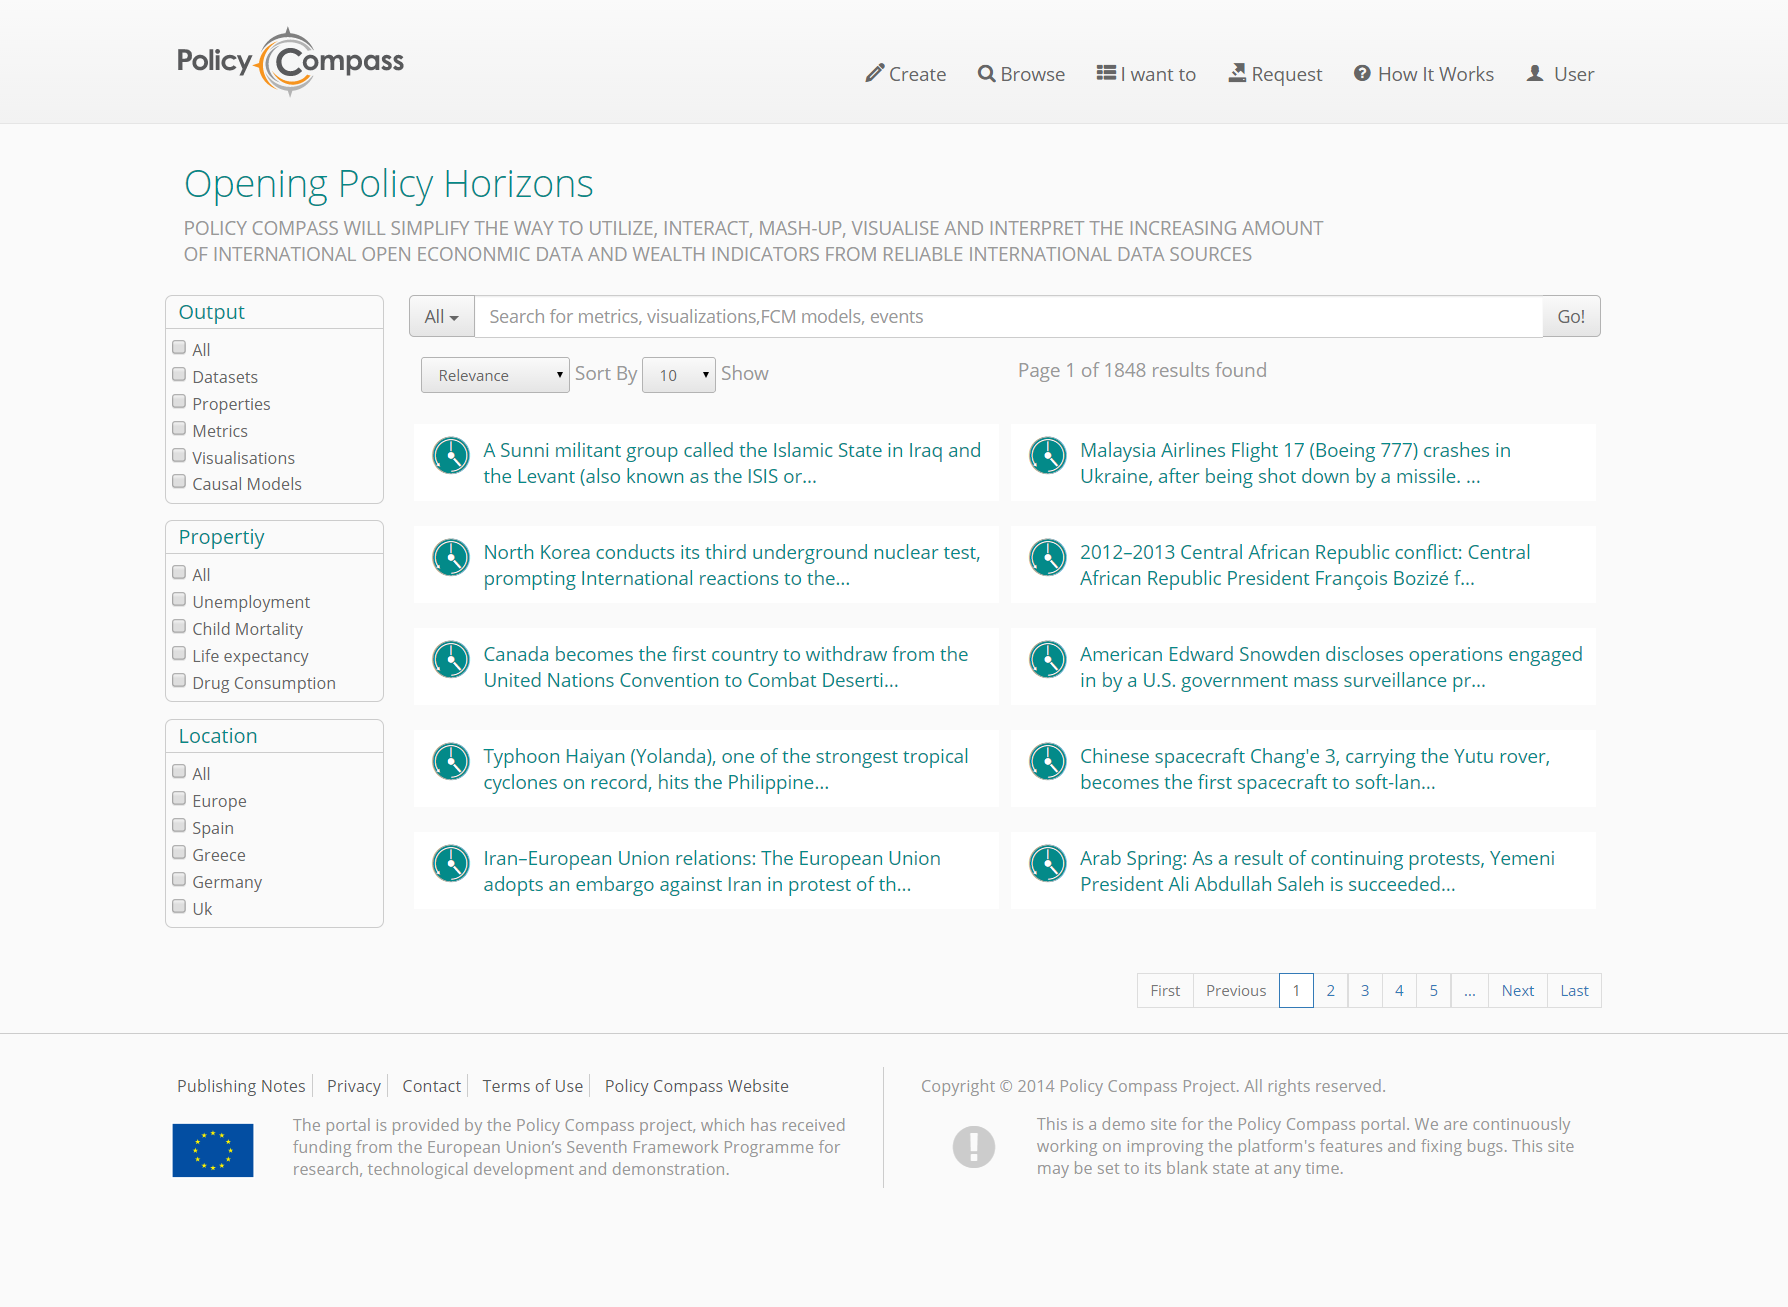 Policy Compass
Create
Browse
I want to
Request
How It Works
User
Opening Policy Horizons
POLICY COMPASS WILL SIMPLIFY THE WAY TO UTILIZE, INTERACT, MASH-UP, VISUALISE AND INTERPRET THE INCREASING AMOUNT
OF INTERNATIONAL OPEN ECONONMIC DATA AND WEALTH INDICATORS FROM RELIABLE INTERNATIONAL DATA SOURCES
Output
All
Datasets
Properties
Metrics
Visualisations
Causal Models
Propertiy
All
Unemployment
Child Mortality
Life expectancy
Drug Consumption
Location
All
Europe
Spain
Greece
Germany
Uk
All
Search for metrics, visualizations,FCM models, events
Go!
Relevance
Sort By
10
Show
Page 1 of 1848 results found
A Sunni militant group called the Islamic State in Iraq and
the Levant (also known as the ISIS or...
Malaysia Airlines Flight 17 (Boeing 777) crashes in
Ukraine, after being shot down by a missile. ...
North Korea conducts its third underground nuclear test,
prompting International reactions to the...
2012–2013 Central African Republic conflict: Central
African Republic President François Bozizé f...
Canada becomes the first country to withdraw from the
United Nations Convention to Combat Deserti...
American Edward Snowden discloses operations engaged
in by a U.S. government mass surveillance pr...
Typhoon Haiyan (Yolanda), one of the strongest tropical
cyclones on record, hits the Philippine...
Chinese spacecraft Chang'e 3, carrying the Yutu rover,
becomes the first spacecraft to soft-lan...
Iran–European Union relations: The European Union
adopts an embargo against Iran in protest of th...
Arab Spring: As a result of continuing protests, Yemeni
President Ali Abdullah Saleh is succeeded...
First
Previous
1
2
3
4
5
...
Next
Last
Publishing Notes
Privacy
Contact
Terms of Use
Policy Compass Website
The portal is provided by the Policy Compass project, which has received
funding from the European Union’s Seventh Framework Programme for
research, technological development and demonstration.
Copyright © 2014 Policy Compass Project. All rights reserved.
This is a demo site for the Policy Compass portal. We are continuously
working on improving the platform's features and fixing bugs. This site
may be set to its blank state at any time.